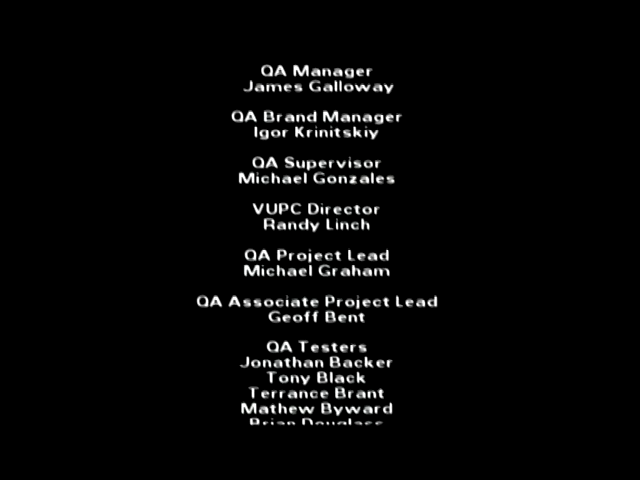 QA Manager
James Galloway
QA Brand Manager
Igor Krinitskiy
QA Supervisor
Michael Gonzales
VUPC Director
Randy Linch
QA Project Lead
Michael Graham
QA Associate Project Lead
Geoff Bent
QA Testers
Jonathan Backer
Tony Black
Terrance Brant
Mathew Byward
Brian Douglass